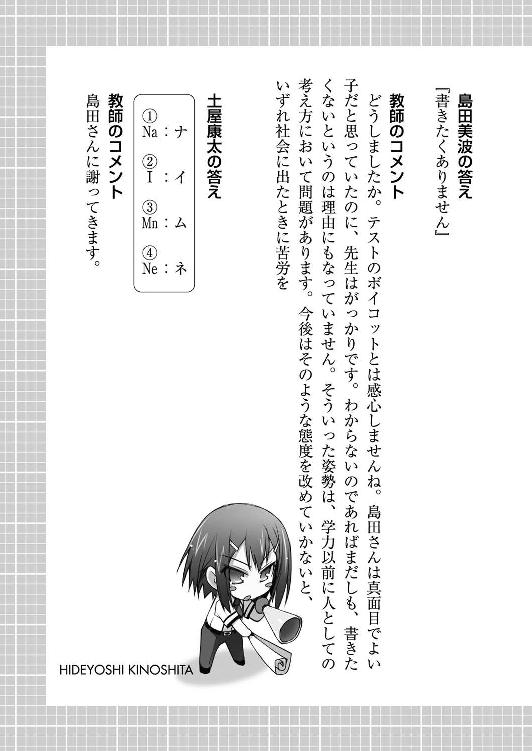 島田美波の答え
『書きたくありません』
教師のコメント
どうしましたか。テストのボイコットとは感心しませんね。島田さんは真面目でよい
子だと思っていたのに、先生はがっかりです。わからないのであればまだしも、書きた
くないというのは理由にもなっていません。そういった姿勢は、学力以前に人としての
考え方において問題があります。今後はそのような態度を改めていかないと、
いずれ社会に出たときに苦労を
土屋康太の答え
① Na：ナ
② I：イ
③ Mn：ム
④ Ne：ネ
教師のコメント
島田さんに謝ってきます。
HIDEYOSHI KINOSHITA